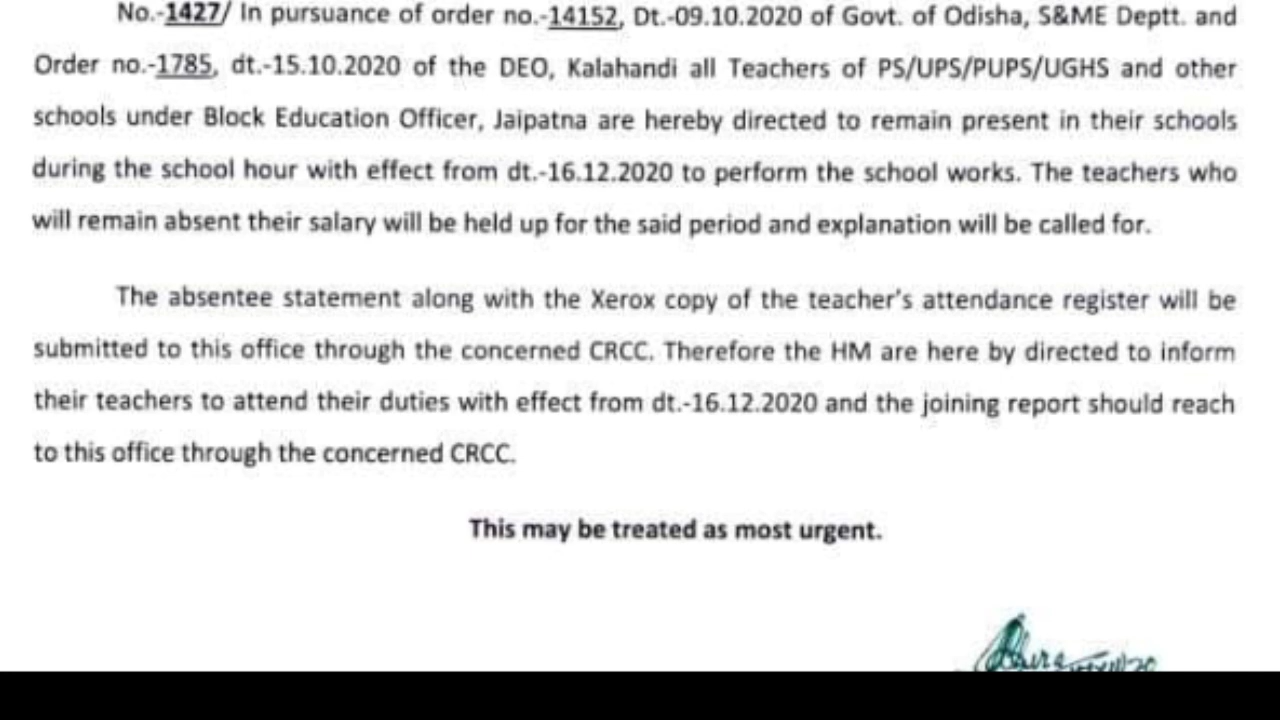 No.-1427/ In pursuance of order no.-14152, Dt.-09.10.2020 of Govt. of Odisha, S&ME Deptt. and
Order no.-1785, dt.-15.10.2020 of the DEO, Kalahandi all Teachers of PS/UPS/PUPS/UGHS and other
schools under Block Education Officer, Jaipatna are hereby directed to remain present in their schools
during the school hour with effect from dt.-16.12.2020 to perform the school works. The teachers who
will remain absent their salary will be held up for the said period and explanation will be called for.
The absentee statement along with the Xerox copy of the teacher's attendance register will be
submitted to this office through the concerned CRCC. Therefore the HM are here by directed to inform
their teachers to attend their duties with effect from dt.-16.12.2020 and the joining report should reach
to this office through the concerned CRCC.
This may be treated as most urgent.